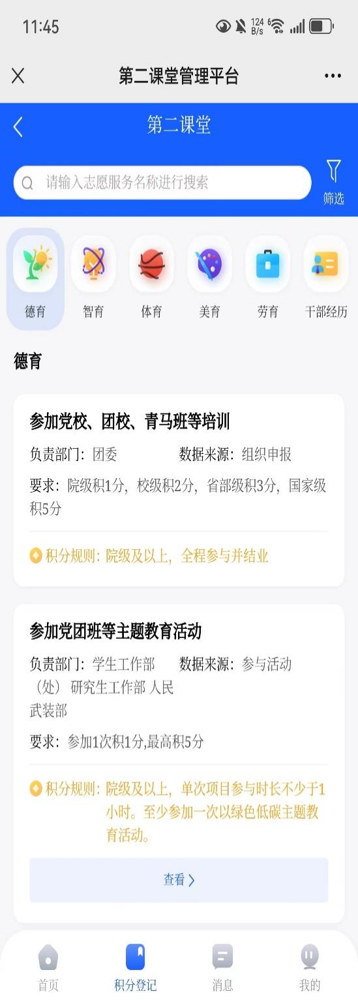 11:45
124 B/s
6
第二课堂管理平台
第二课堂
请输入志愿服务名称进行搜索
筛选
德育 智育 体育 美育 劳育 干部经历
德育
参加党校、团校、青马班等培训
负责部门：团委 数据来源：组织申报
要求：院级积1分，校级积2分，省部级积3分，国家级
积5分
积分规则：院级及以上，全程参与并结业
参加党团班等主题教育活动
负责部门：学生工作部 数据来源：参与活动
（处） 研究生工作部 人民
武装部
要求：参加1次积1分,最高积5分
积分规则：院级及以上，单次项目参与时长不少于1
小时。至少参加一次以绿色低碳主题教
育活动。
查看
首页 积分登记 消息 我的